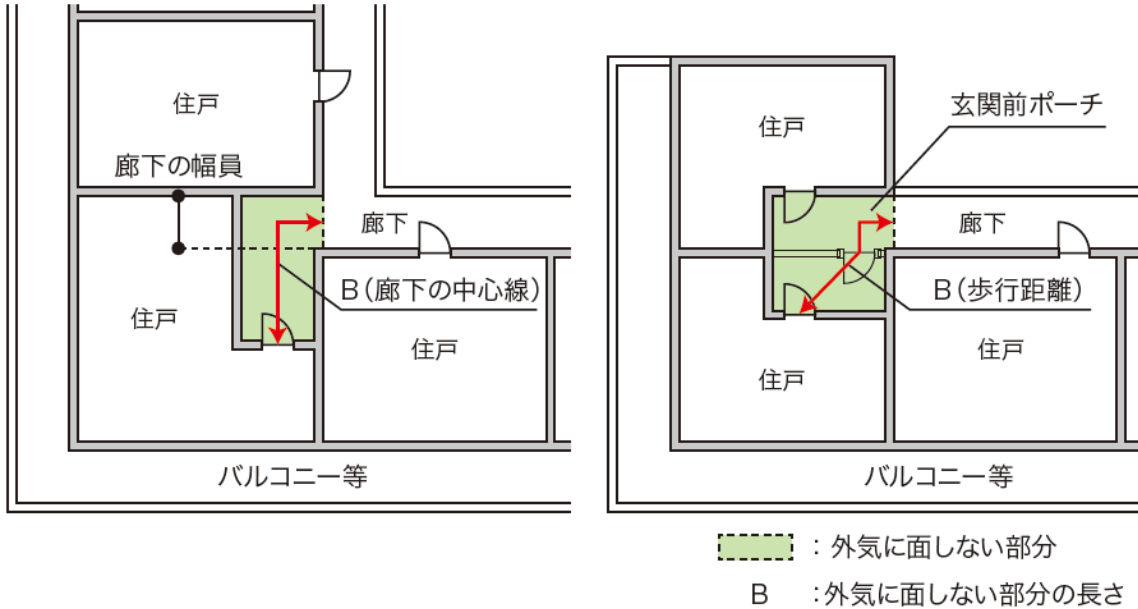 住戸
廊下の幅員
廊下
B（廊下の中心線）
住戸
住戸
バルコニー等
住戸
玄関前ポーチ
廊下
B（歩行距離）
住戸
住戸
バルコニー等
：外気に面しない部分
B ：外気に面しない部分の長さ